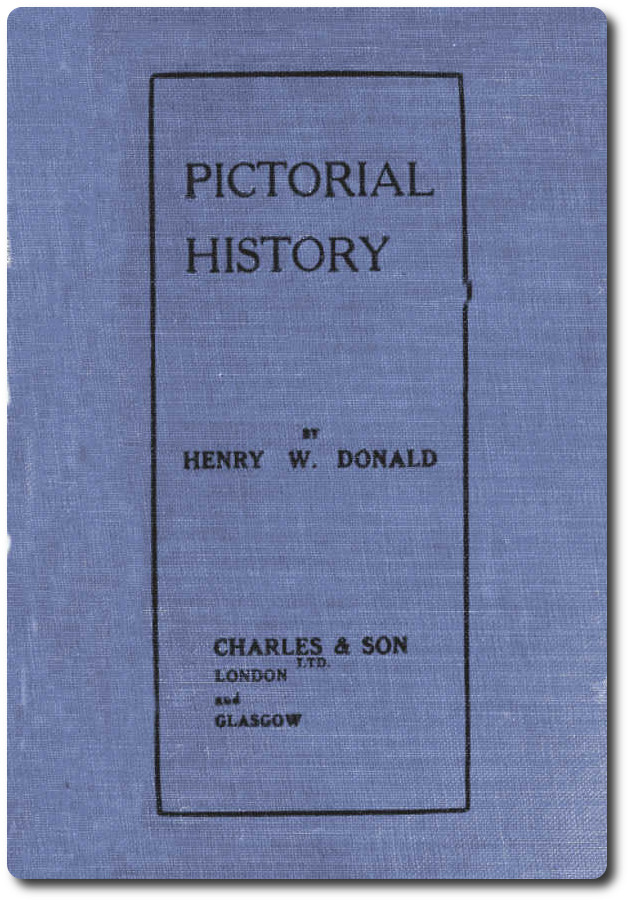 PICTORIAL
HISTORY
BY
HENRY W. DONALD
CHARLES & SON
LTD.
LONDON
and
GLASGOW